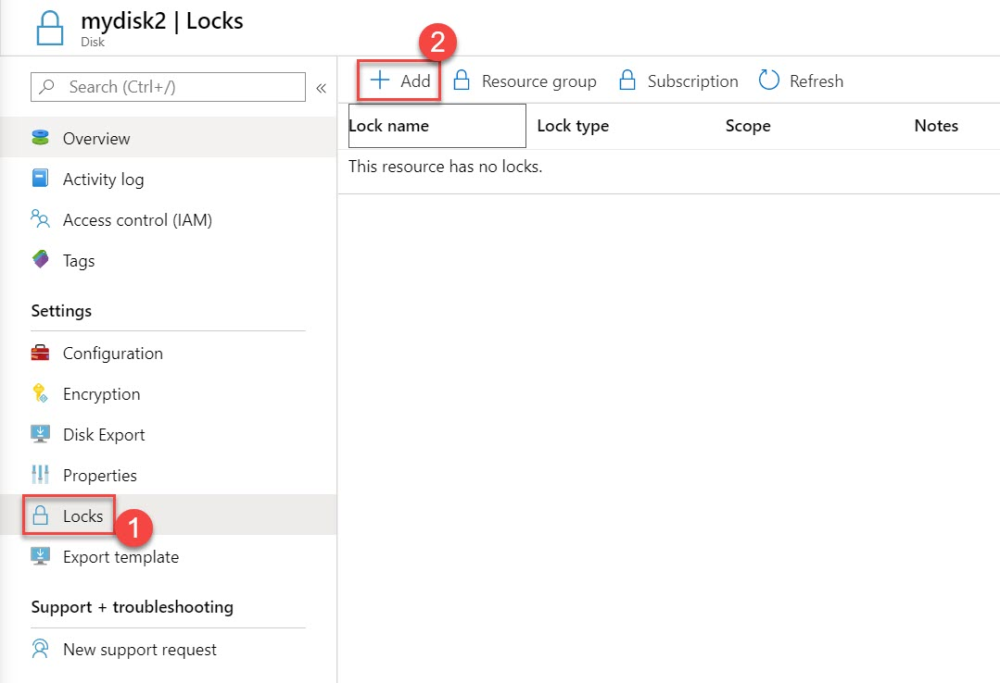 mydisk2 | Locks
Disk
2
Search (Ctrl+/)
«
Add
Resource group
Subscription
Refresh
Lock name
Lock type
Scope
Notes
This resource has no locks.
Overview
Activity log
Access control (IAM)
Tags
Settings
Configuration
Encryption
Disk Export
Properties
Locks
1
Export template
Support + troubleshooting
New support request